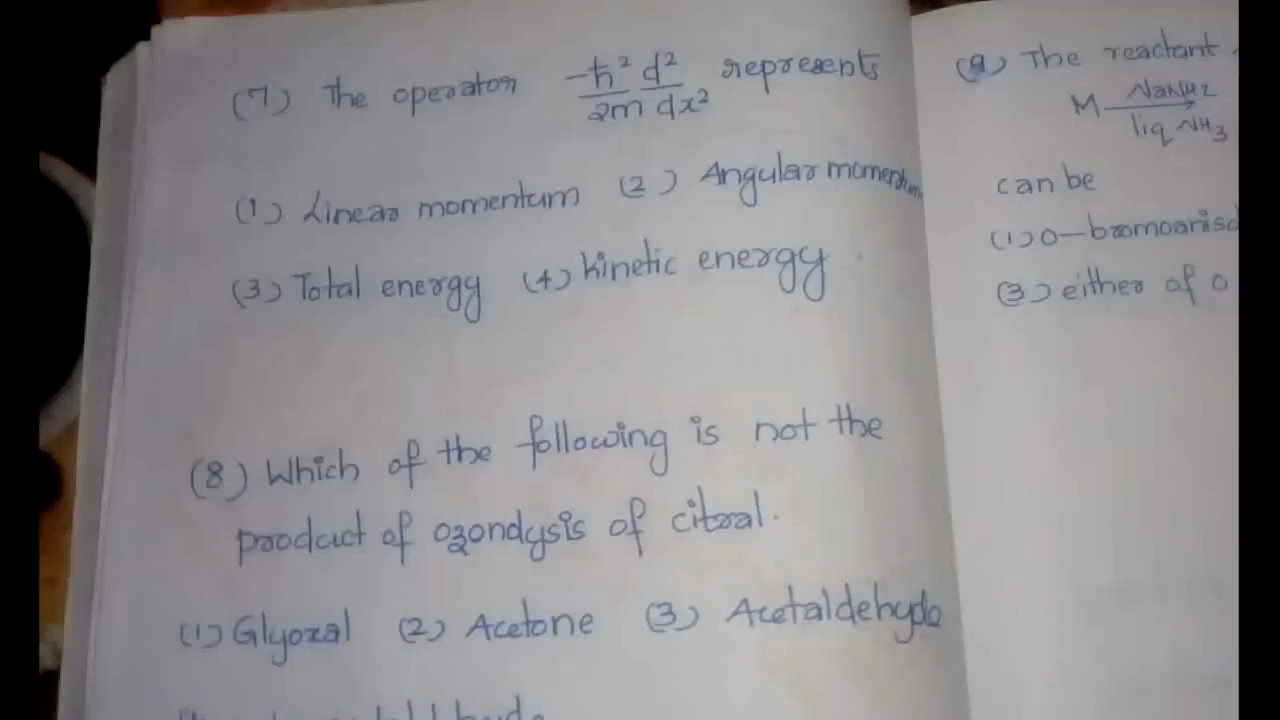 (7) The operator -ħ²/2m d²/dx² represents
(1) Linear momentum (2) Angular momentum
(3) Total energy (4) Kinetic energy
(8) Which of the following is not the
product of ozonolysis of citral.
(1) Glyoxal (2) Acetone (3) Acetaldehyde
(9) The reactant
M NaNH2
liq NH3
can be
(1) o-bromoaniso
(3) either of o